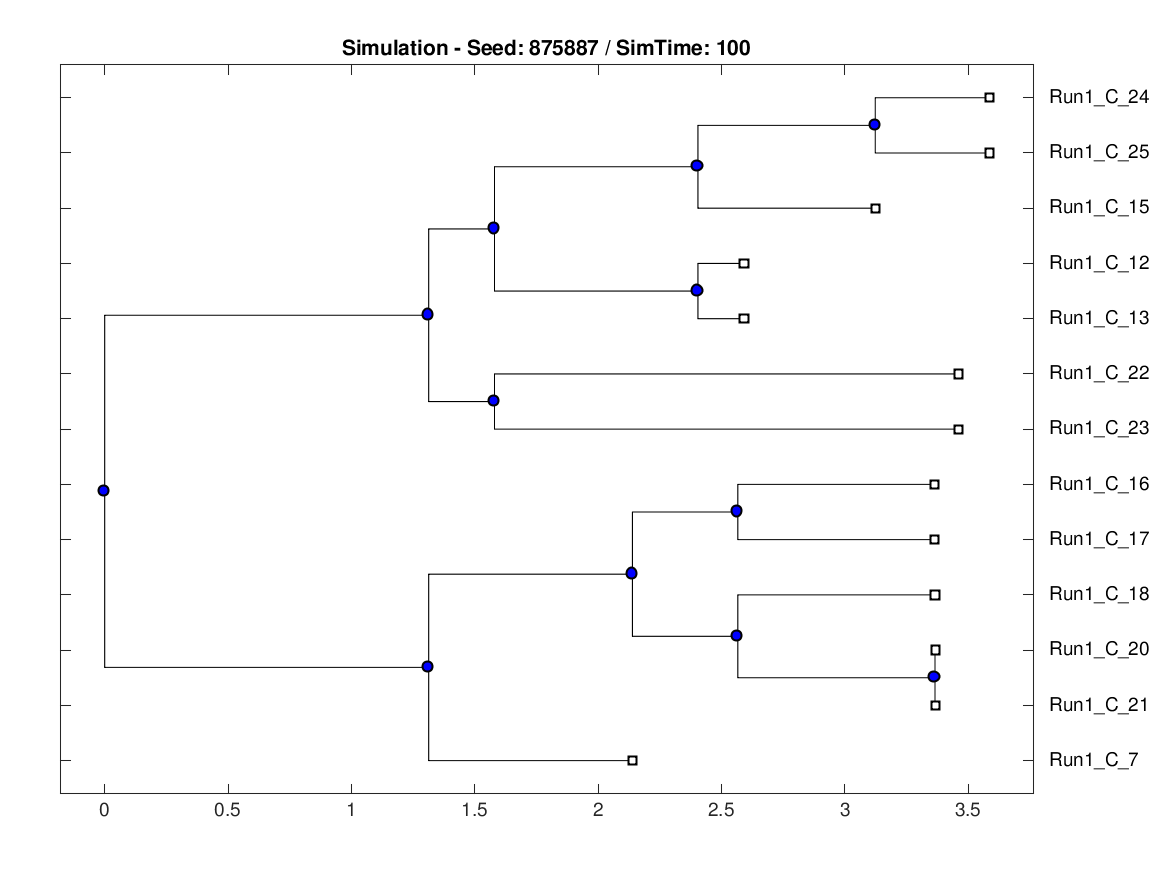 Simulation - Seed: 875887 / SimTime: 100
Run1_C_24
Run1_C_25
Run1_C_15
Run1_C_12
Run1_C_13
Run1_C_22
Run1_C_23
Run1_C_16
Run1_C_17
Run1_C_18
Run1_C_20
Run1_C_21
Run1_C_7
0 0.5 1 1.5 2 2.5 3 3.5